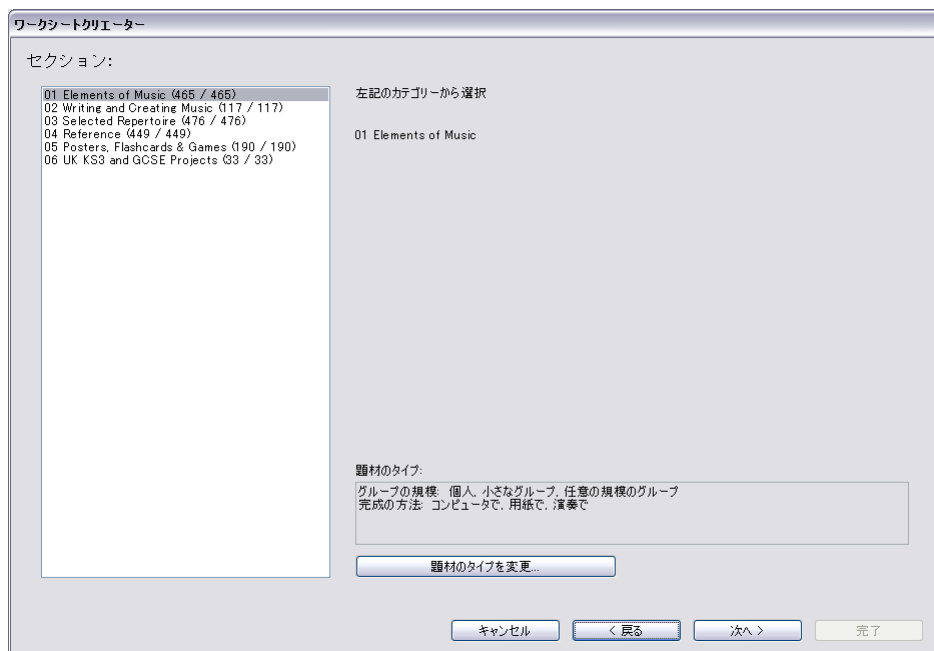 ワークシートクリエーター
セクション:
01 Elements of Music (465 / 465)
02 Writing and Creating Music (117 / 117)
03 Selected Repertoire (476 / 476)
04 Reference (449 / 449)
05 Posters, Flashcards & Games (190 / 190)
06 UK KS3 and GCSE Projects (33 / 33)
左記のカテゴリーから選択
01 Elements of Music
題材のタイプ:
グループの規模: 個人, 小さなグループ, 任意の規模のグループ
完成の方法: コンピュータで, 用紙で, 演奏で
題材のタイプを変更...
キャンセル
< 戻る
次へ >
完了